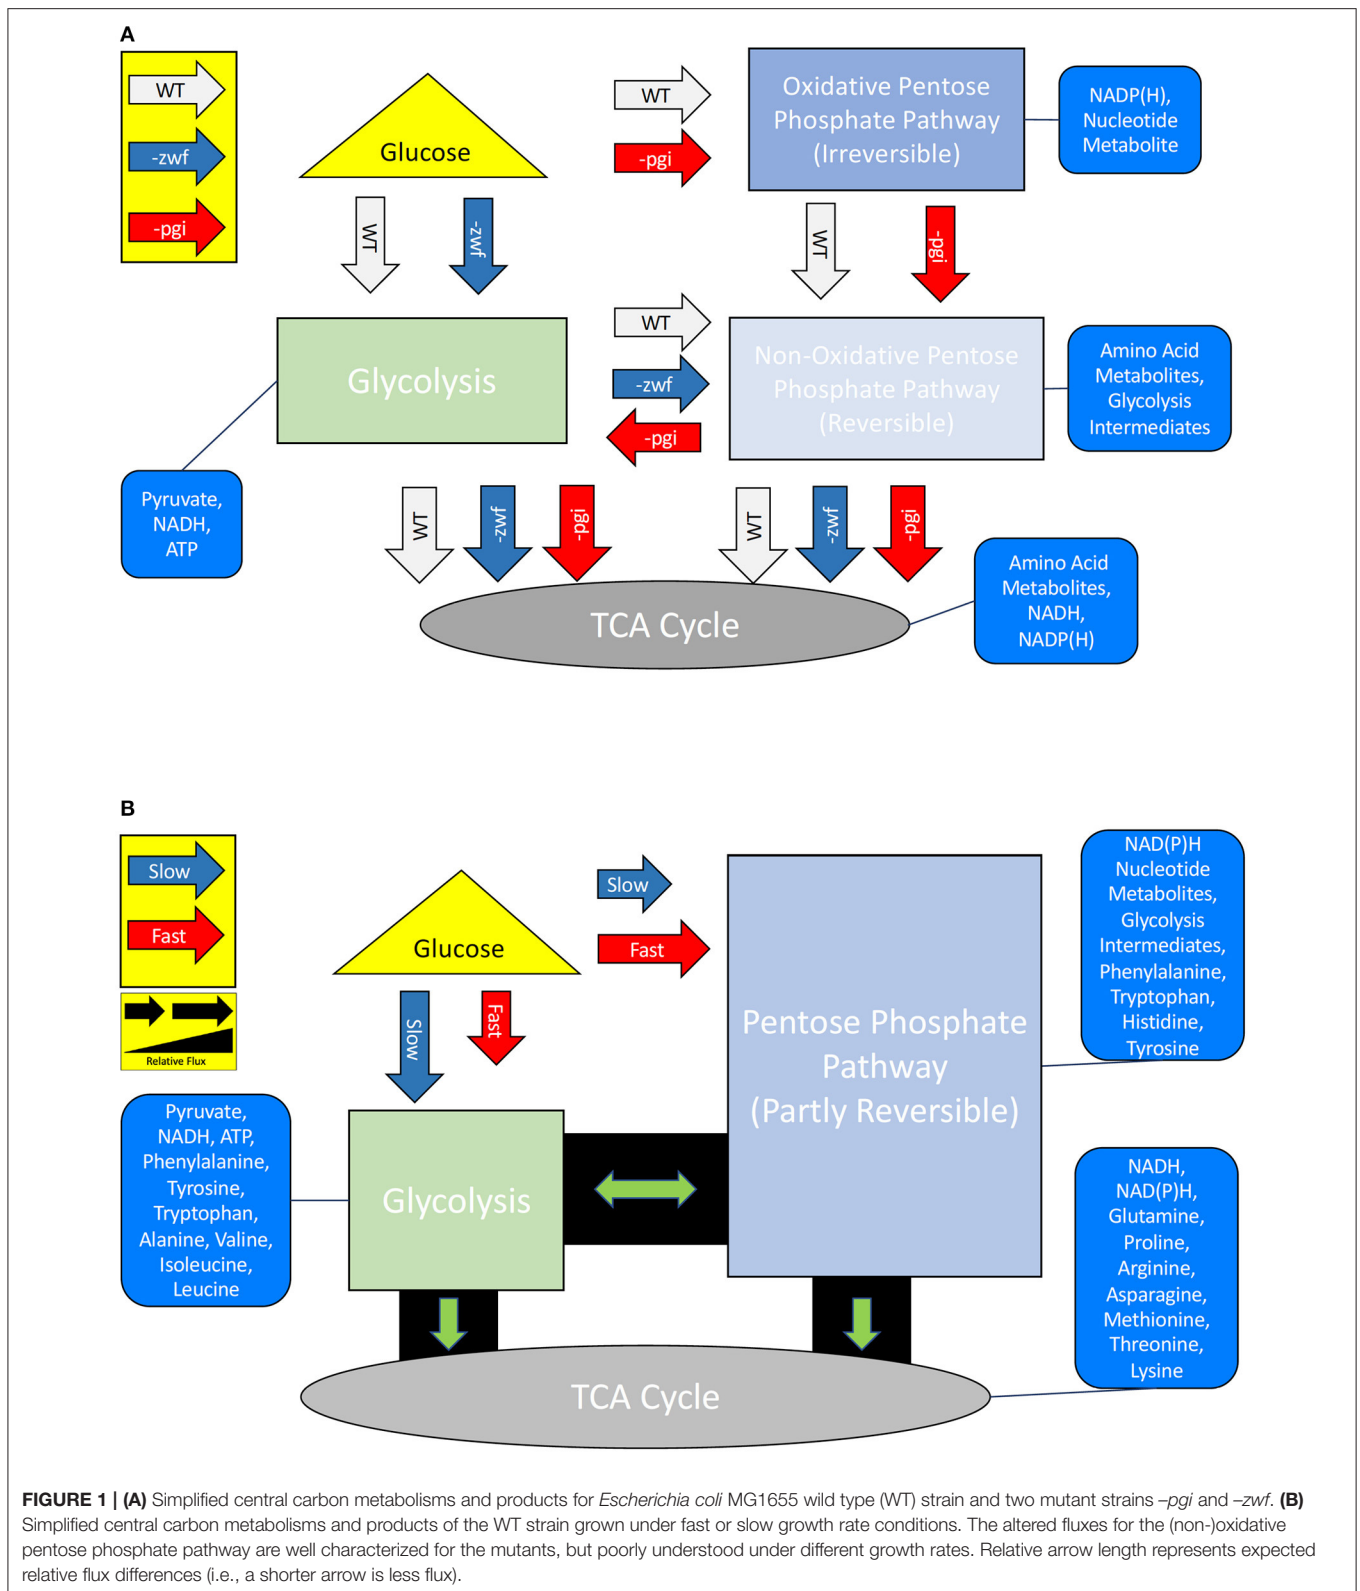 A
WT
-zwf
-pgi
Glucose
WT
-pgi
Oxidative Pentose
Phosphate Pathway
(Irreversible)
NADP(H),
Nucleotide
Metabolite
WT
-zwf
WT
-pgi
Glycolysis
WT
-zwf
-pgi
Non-Oxidative Pentose
Phosphate Pathway
(Reversible)
Amino Acid
Metabolites,
Glycolysis
Intermediates
Pyruvate,
NADH,
ATP
WT
-zwf
-pgi
WT
-zwf
-pgi
TCA Cycle
Amino Acid
Metabolites,
NADH,
NADP(H)
B
Slow
Fast
Relative Flux
Glucose
Slow
Fast
Slow
Fast
Pentose Phosphate
Pathway
(Partly Reversible)
NAD(P)H
Nucleotide
Metabolites,
Glycolysis
Intermediates,
Phenylalanine,
Tryptophan,
Histidine,
Tyrosine
Pyruvate,
NADH, ATP,
Phenylalanine,
Tyrosine,
Tryptophan,
Alanine, Valine,
Isoleucine,
Leucine
Glycolysis
NADH,
NAD(P)H,
Glutamine,
Proline,
Arginine,
Asparagine,
Methionine,
Threonine,
Lysine
TCA Cycle
FIGURE 1 | (A) Simplified central carbon metabolisms and products for Escherichia coli MG1655 wild type (WT) strain and two mutant strains –pgi and –zwf. (B)
Simplified central carbon metabolisms and products of the WT strain grown under fast or slow growth rate conditions. The altered fluxes for the (non-)oxidative
pentose phosphate pathway are well characterized for the mutants, but poorly understood under different growth rates. Relative arrow length represents expected
relative flux differences (i.e., a shorter arrow is less flux).